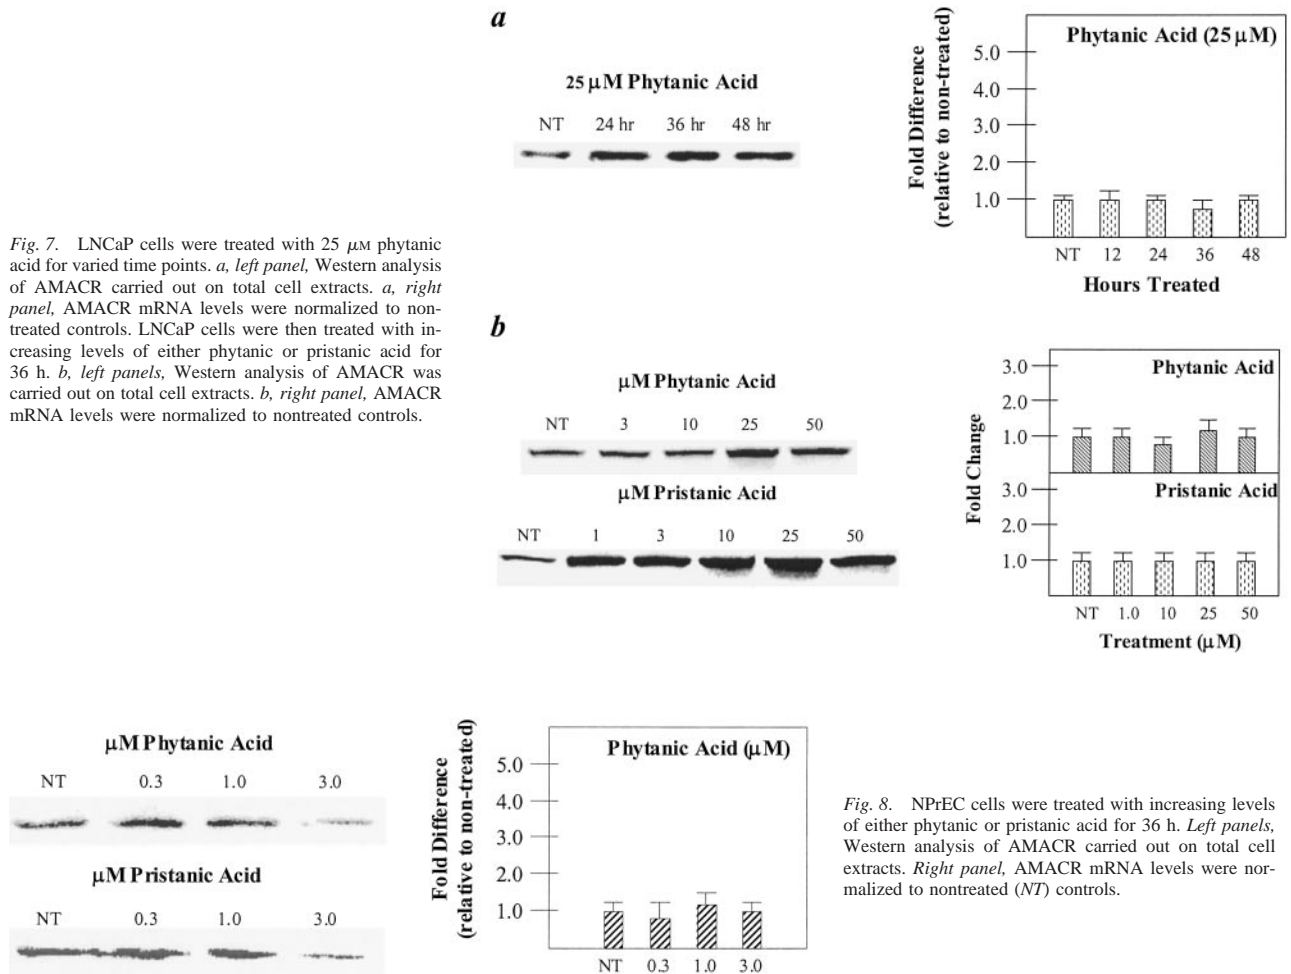 a
25 μM Phytanic Acid
NT 24 hr 36 hr 48 hr
Fold Difference
(relative to non-treated)
Phytanic Acid (25 μM)
5.0
4.0
3.0
2.0
1.0
NT 12 24 36 48
Hours Treated
Fig. 7. LNCaP cells were treated with 25 μM phytanic
acid for varied time points. a, left panel, Western analysis
of AMACR carried out on total cell extracts. a, right
panel, AMACR mRNA levels were normalized to non-
treated controls. LNCaP cells were then treated with in-
creasing levels of either phytanic or pristanic acid for
36 h. b, left panels, Western analysis of AMACR was
carried out on total cell extracts. b, right panel, AMACR
mRNA levels were normalized to nontreated controls.
b
μM Phytanic Acid
NT 3 10 25 50
μM Pristanic Acid
NT 1 3 10 25 50
Fold Change
Phytanic Acid
3.0
2.0
1.0
Pristanic Acid
3.0
2.0
1.0
NT 1.0 10 25 50
Treatment (μM)
μM Phytanic Acid
NT 0.3 1.0 3.0
μM Pristanic Acid
NT 0.3 1.0 3.0
Fold Difference
(relative to non-treated)
Phytanic Acid (μM)
5.0
4.0
3.0
2.0
1.0
NT 0.3 1.0 3.0
Fig. 8. NPrEC cells were treated with increasing levels
of either phytanic or pristanic acid for 36 h. Left panels,
Western analysis of AMACR carried out on total cell
extracts. Right panel, AMACR mRNA levels were nor-
malized to nontreated (NT) controls.